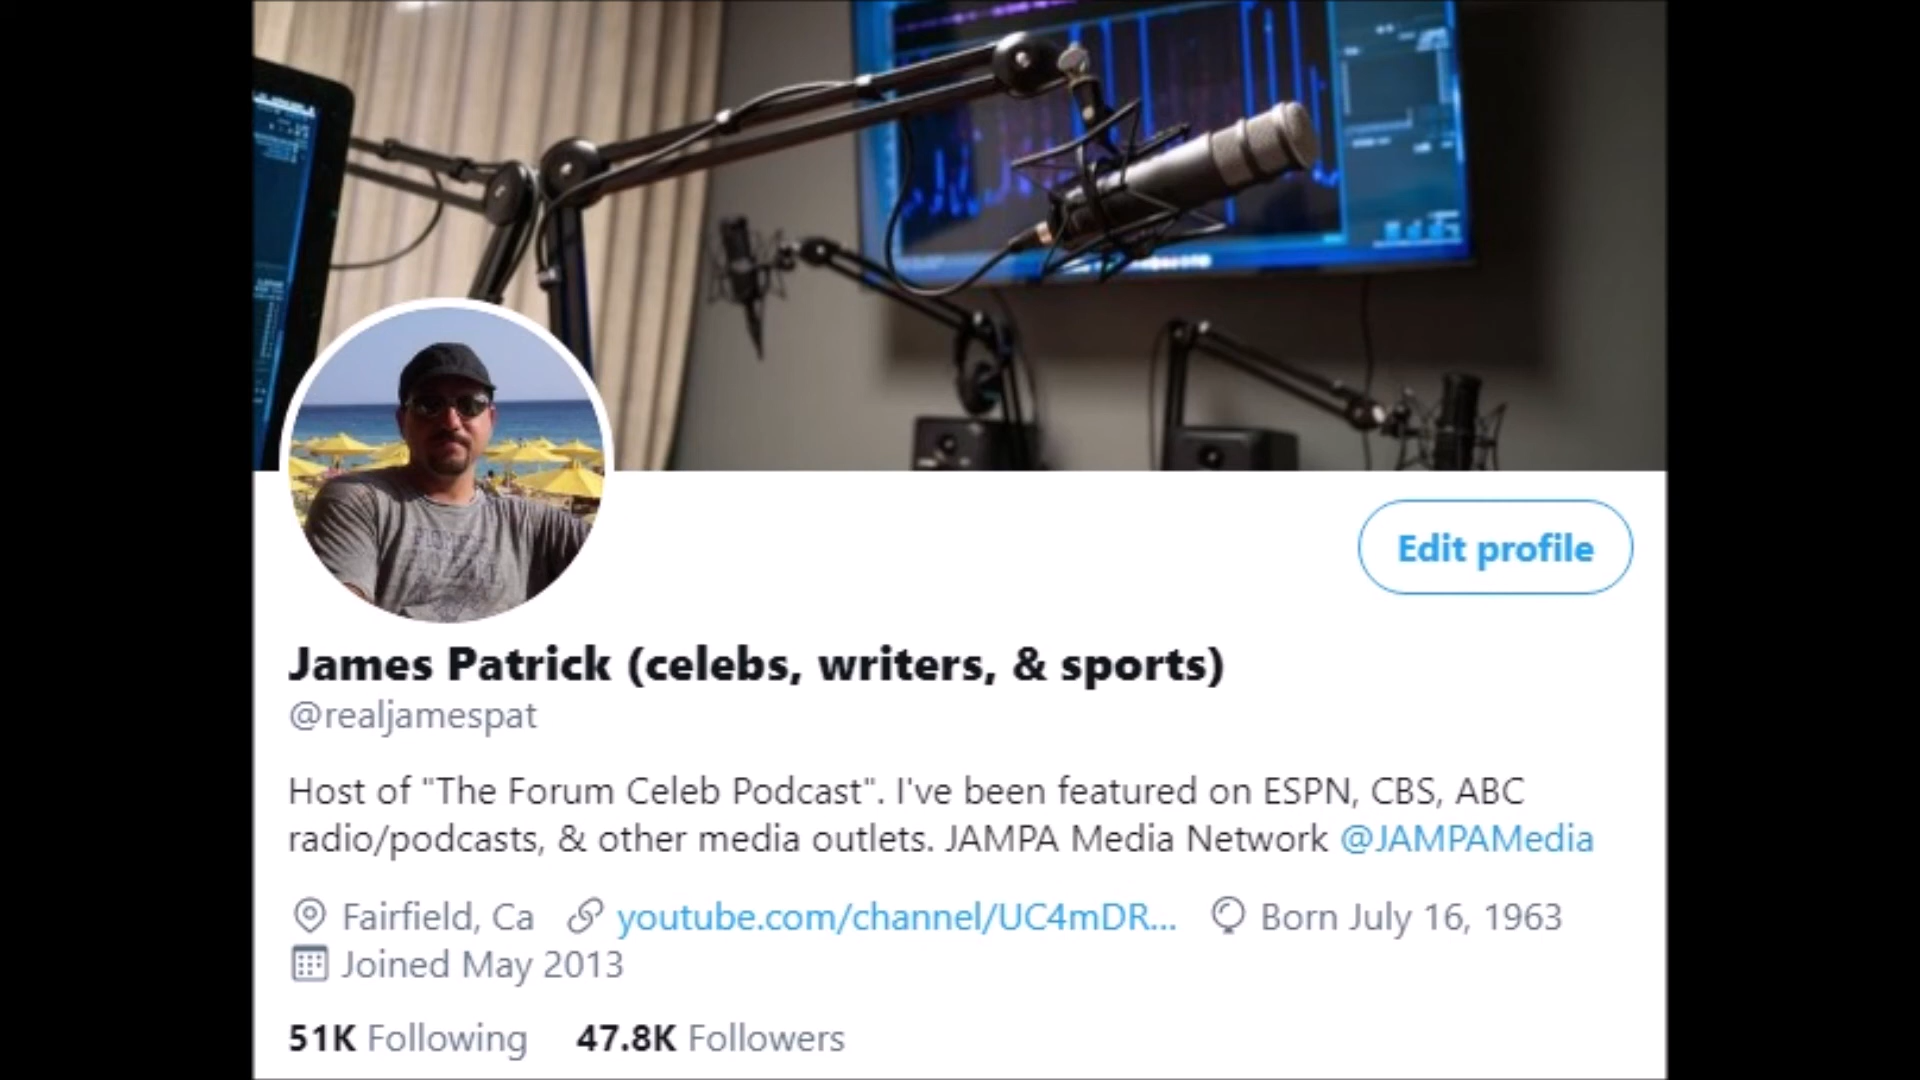 Edit profile
James Patrick (celebs, writers, & sports)
@realjamespat
Host of "The Forum Celeb Podcast". I've been featured on ESPN, CBS, ABC
radio/podcasts, & other media outlets. JAMPA Media Network @JAMPAMedia
Fairfield, Ca youtube.com/channel/UC4mDR... Born July 16, 1963
Joined May 2013
51K Following 47.8K Followers